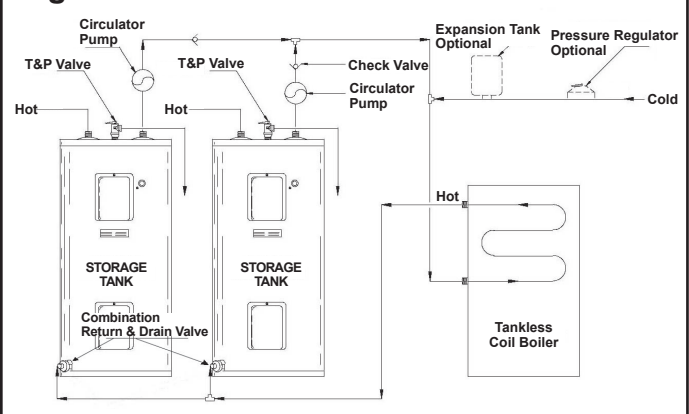 Circulator
Pump
T&P Valve
Hot
T&P Valve
Hot
Check Valve
Circulator
Pump
Expansion Tank
Optional
Pressure Regulator
Optional
Cold
Hot
STORAGE
TANK
STORAGE
TANK
Combination
Return & Drain Valve
Tankless
Coil Boiler